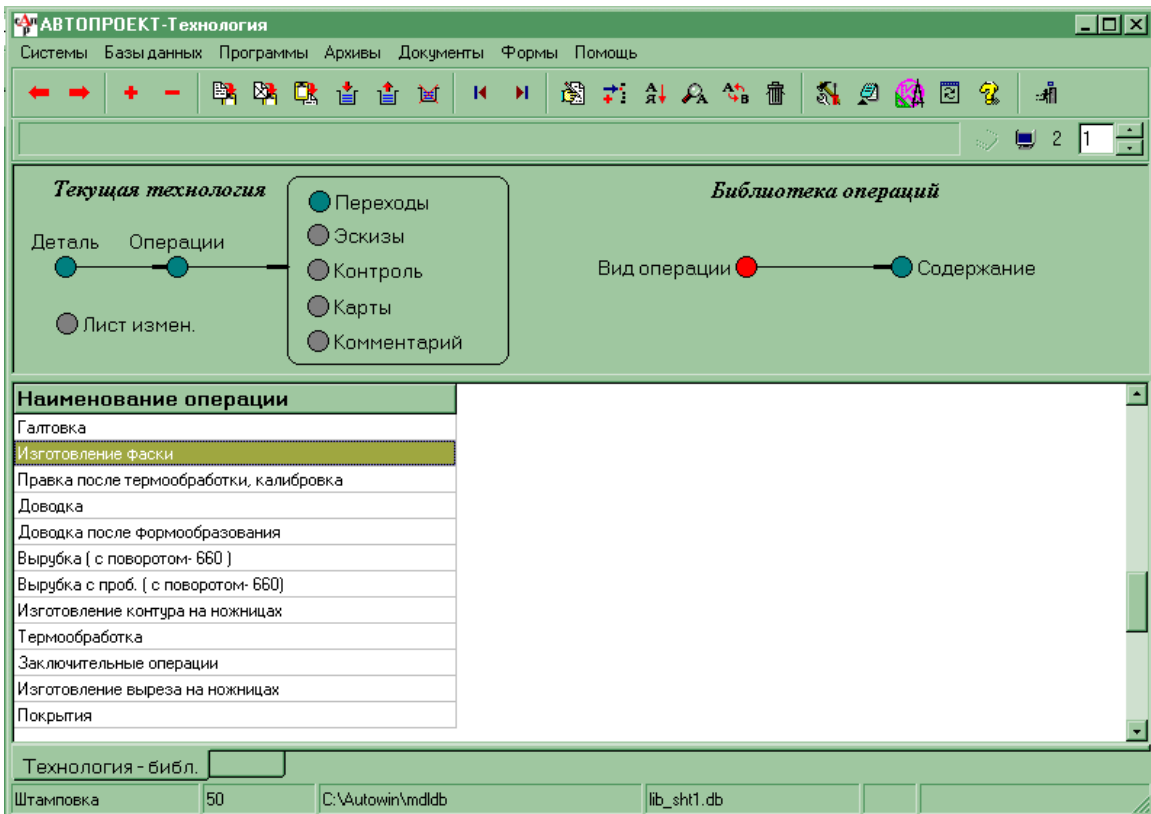 АВТОПРОЕКТ-Технология
Системы Базы данных Программы Архивы Документы Формы Помощь
2 1
Текущая технология
Библиотека операций
Переходы
Эскизы
Деталь Операции
Контроль
Вид операции Содержание
Карты
Лист измен.
Комментарий
Наименование операции
Галтовка
Изготовление фаски
Правка после термообработки, калибровка
Доводка
Доводка после формообразования
Вырубка ( с поворотом- 660 )
Вырубка с проб. ( с поворотом- 660)
Изготовление контура на ножницах
Термообработка
Заключительные операции
Изготовление выреза на ножницах
Покрытия
Технология - библ.
Штамповка 50 C:\Autowin\mdldb lib_sht1.db